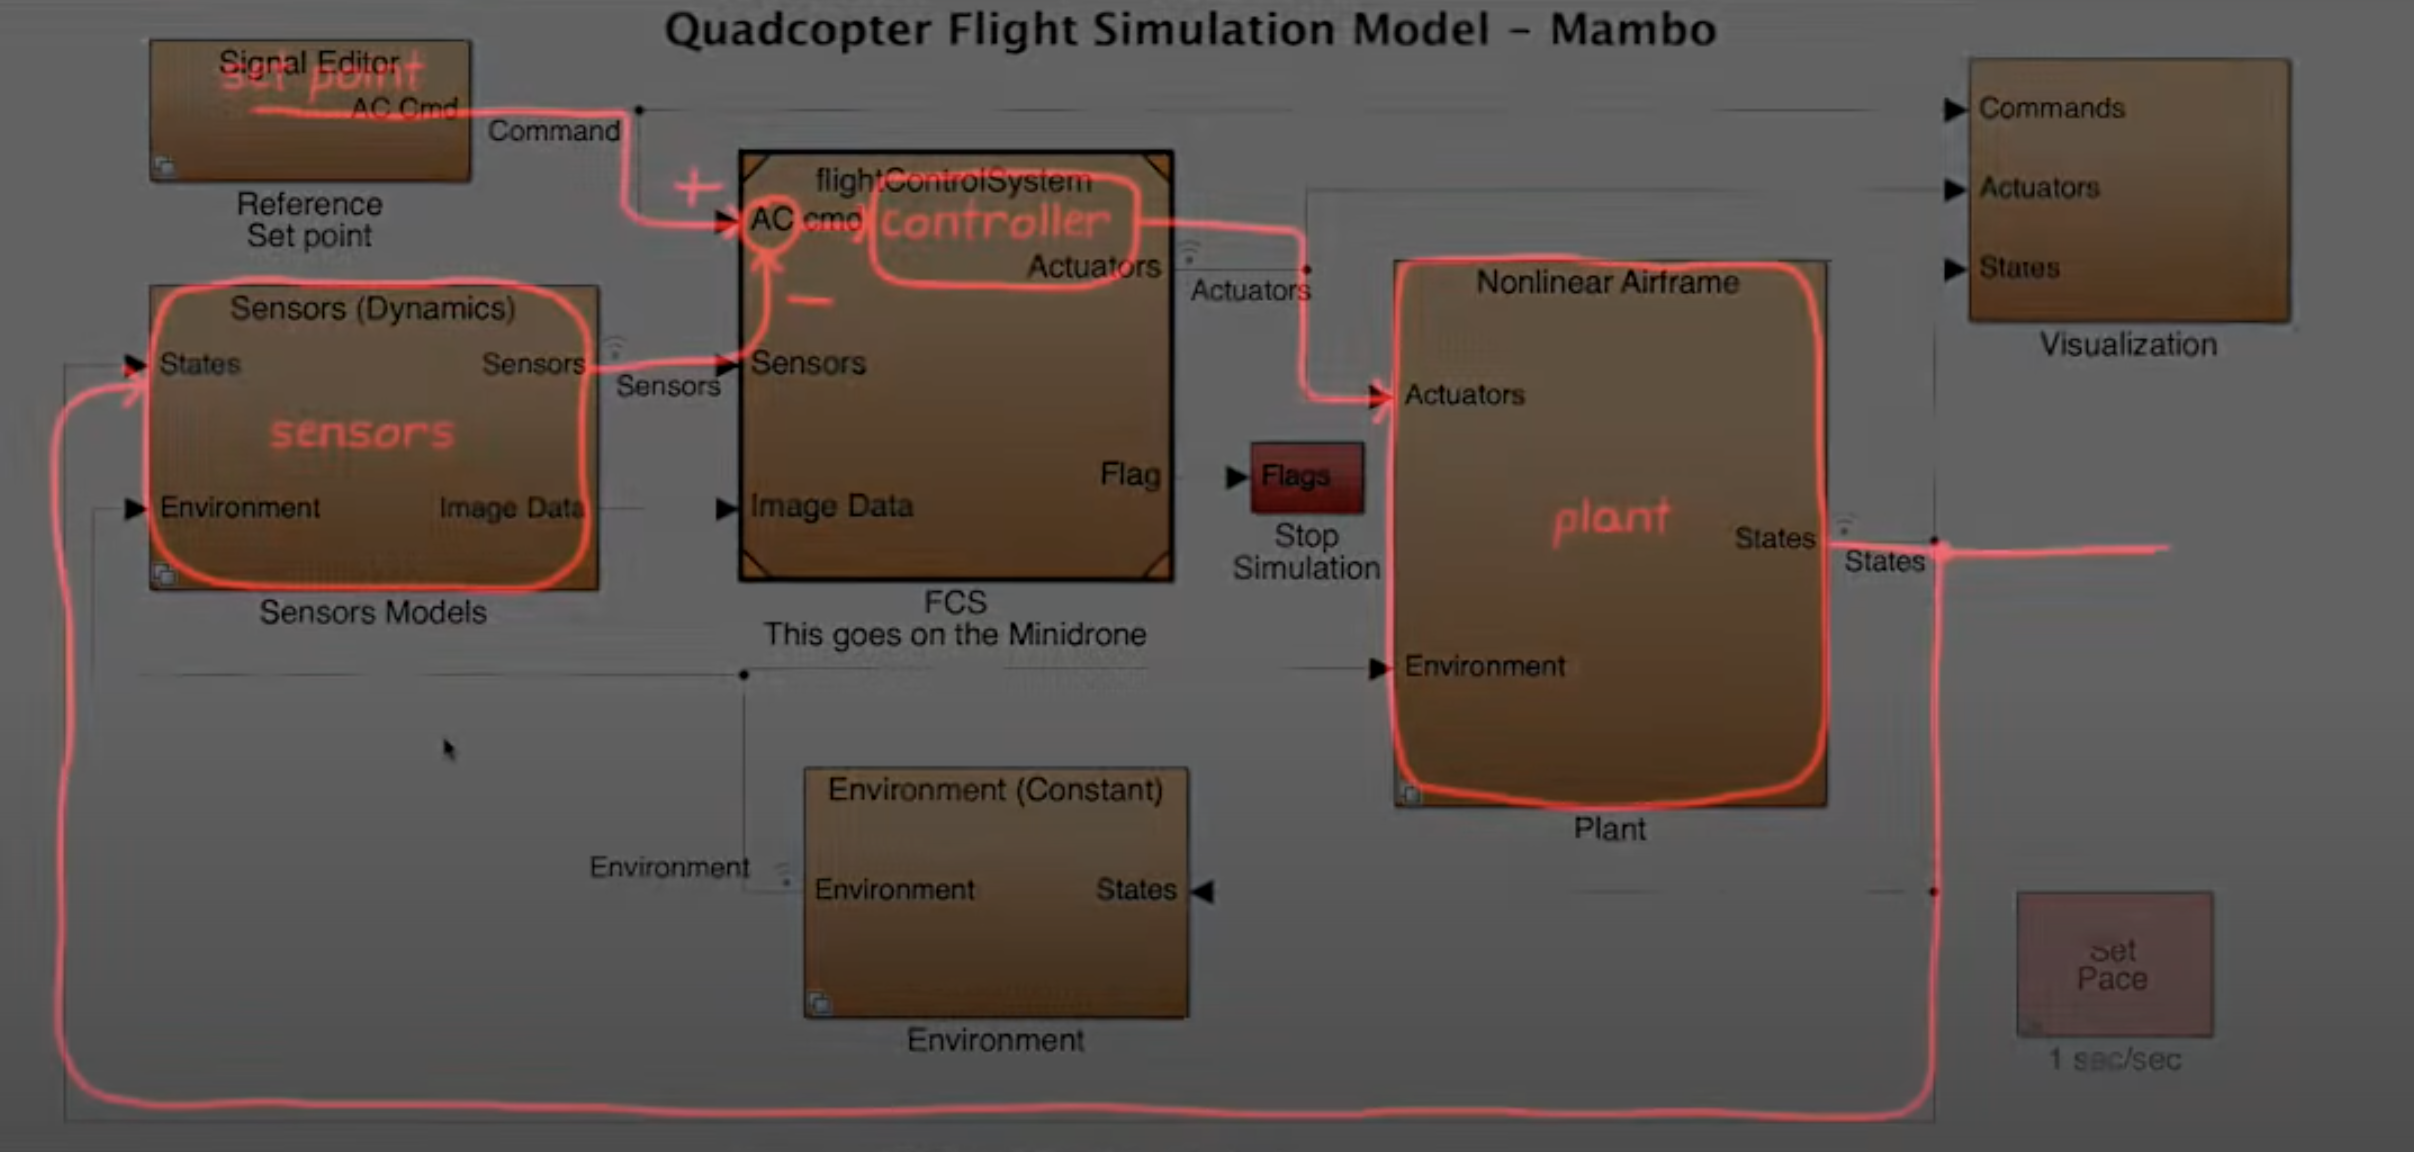 Quadcopter Flight Simulation Model - Mambo
Signal Editor
set point
AC Cmd
Command
Reference
Set point
Commands
Actuators
States
Visualization
+
flightControlSystem
AC cmd
controller
Actuators
Actuators
-
Sensors
Image Data
Flag
FCS
This goes on the Minidrone
Sensors (Dynamics)
States
Sensors
Sensors
sensors
Environment
Image Data
Sensors Models
Flags
Stop
Simulation
Nonlinear Airframe
Actuators
plant
States
States
Environment
Plant
Environment (Constant)
Environment
Environment
States
Environment
Set
Pace
1 sec/sec